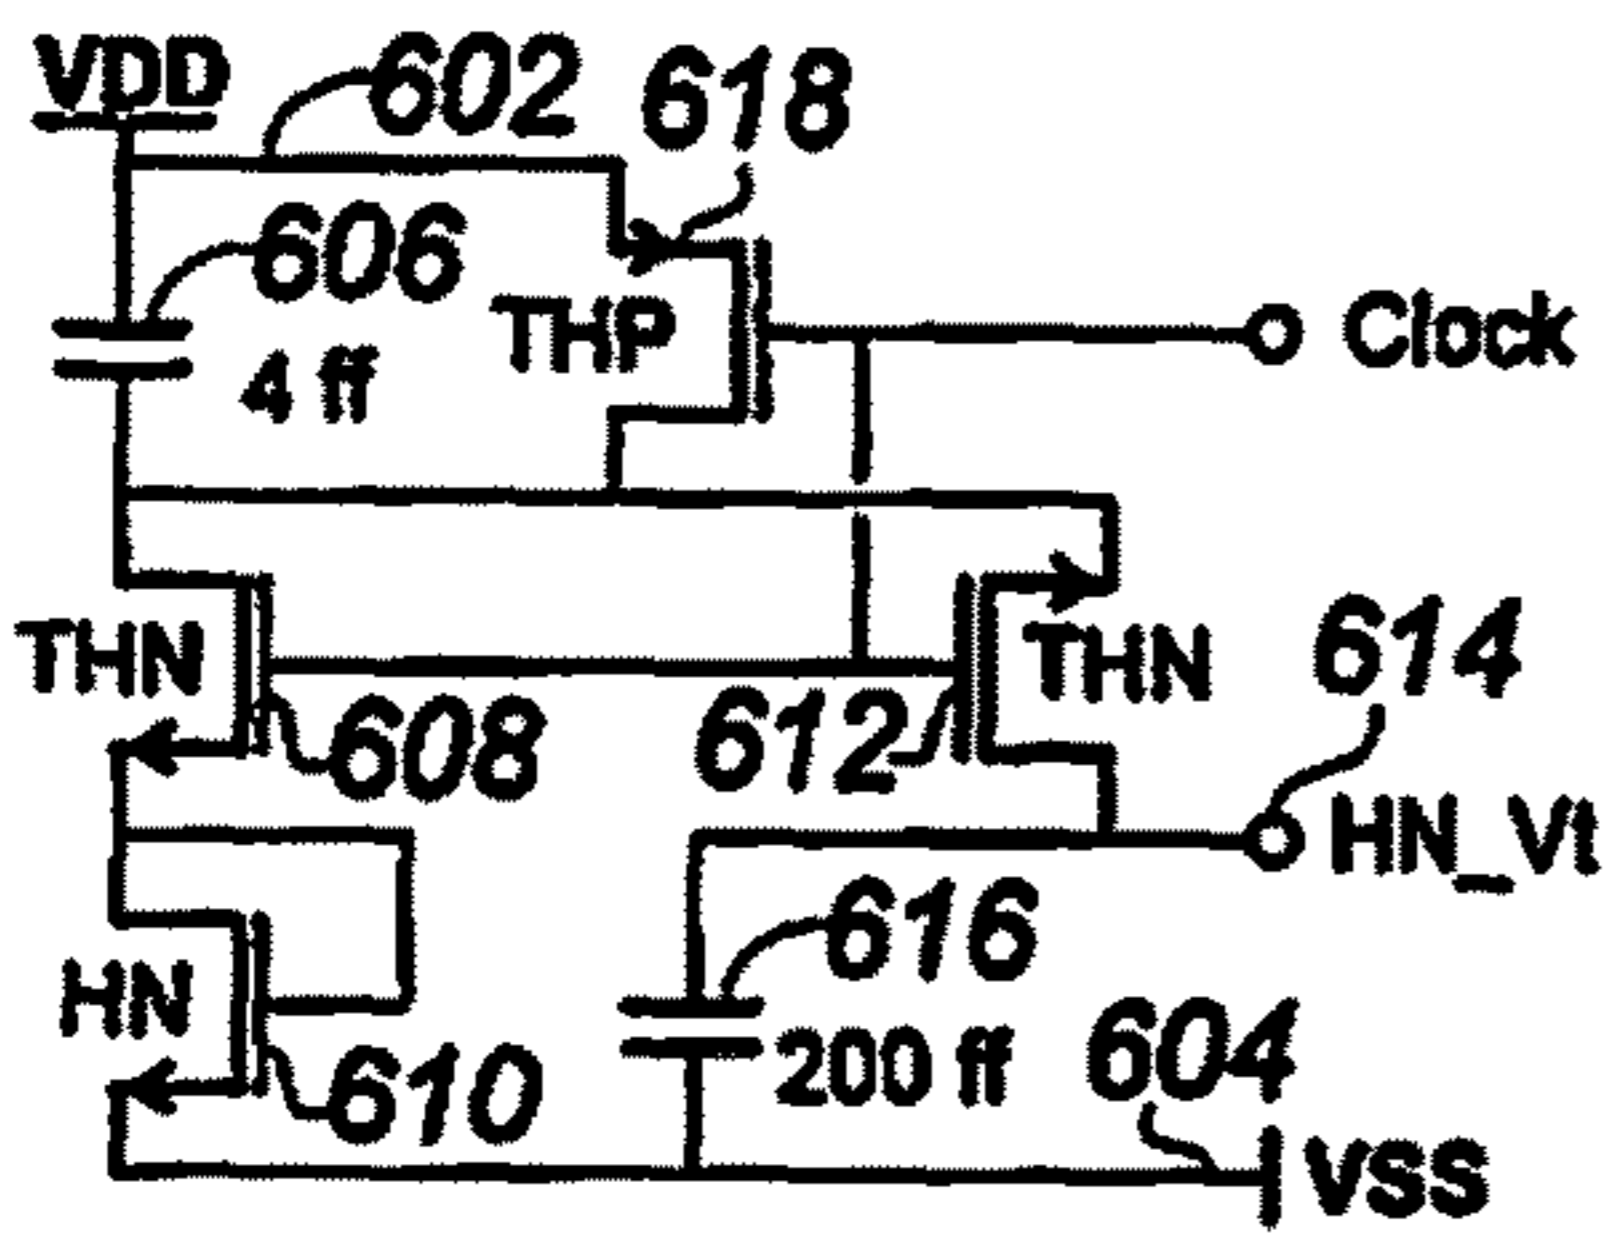 VDD
602
618
606
THP
4 ff
Clock
THN
THN
614
608
612
HN_Vt
616
HN
200 ff
604
610
VSS